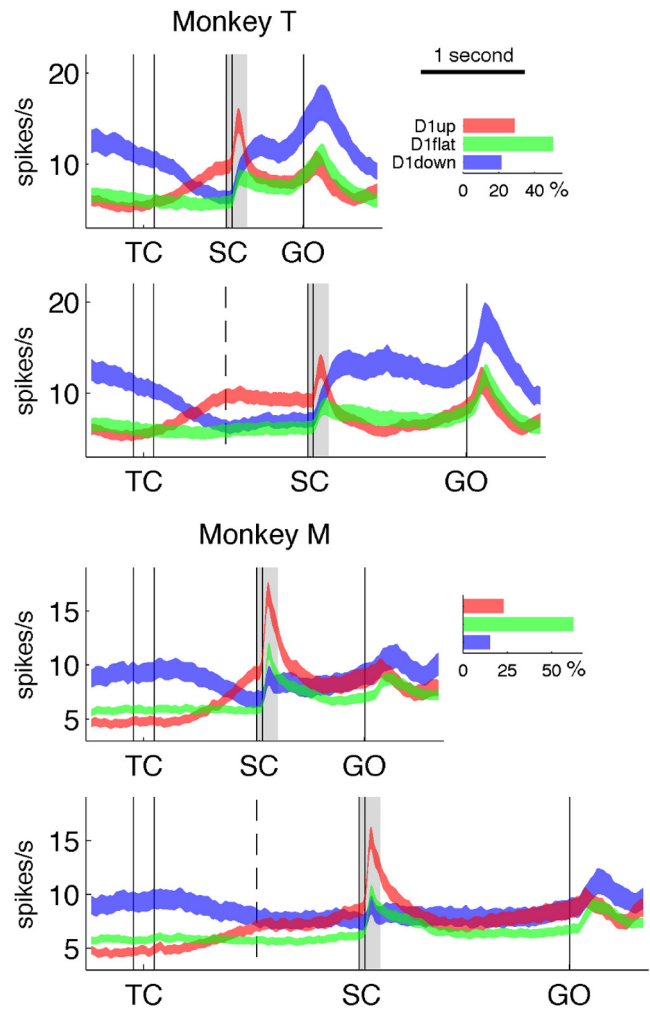 Monkey T
1 second
spikes/s
20
10
TC SC GO
D1up
D1flat
D1down
0 20 40 %
spikes/s
20
10
TC SC GO
Monkey M
spikes/s
15
10
5
TC SC GO
0 25 50 %
spikes/s
15
10
5
TC SC GO